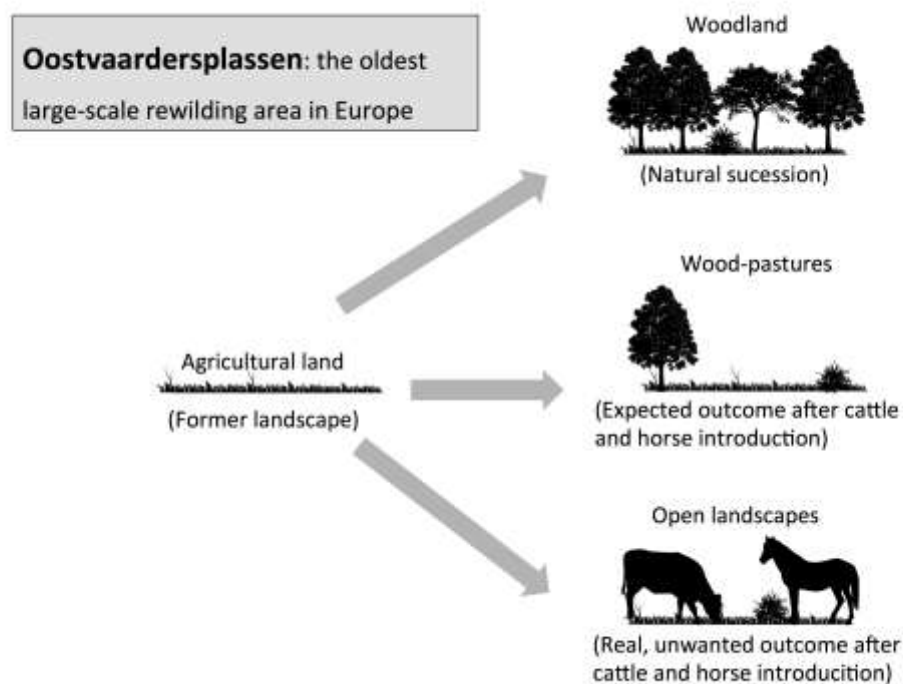 Oostvaardersplassen: the oldest
large-scale rewilding area in Europe
Woodland
(Natural sucession)
Wood-pastures
(Expected outcome after cattle
and horse introduction)
Agricultural land
(Former landscape)
Open landscapes
(Real, unwanted outcome after
cattle and horse introducition)